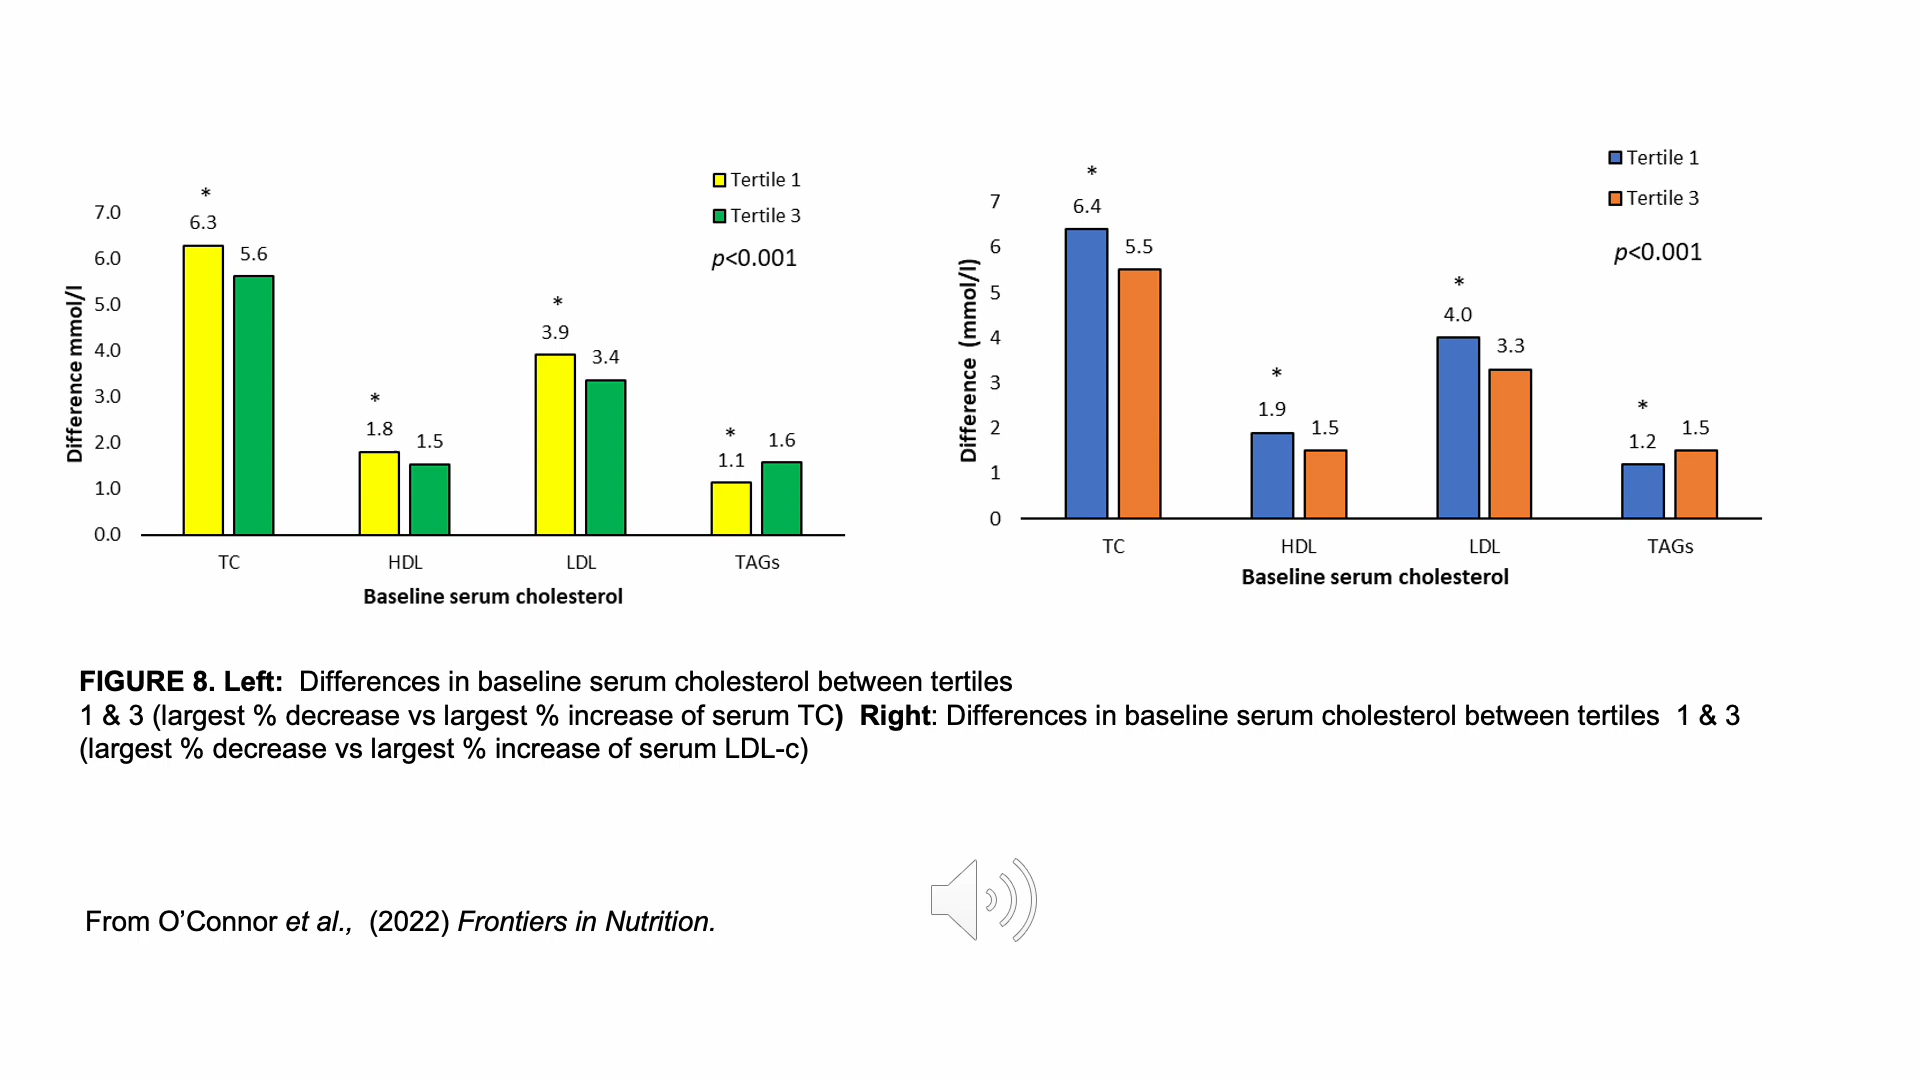 Tertile 1
Tertile 3
p<0.001
Difference mmol/l
7.0
6.0
5.0
4.0
3.0
2.0
1.0
0.0
*
6.3
5.6
*
1.8
1.5
*
3.9
3.4
*
1.1
1.6
TC HDL LDL TAGs
Baseline serum cholesterol
Tertile 1
Tertile 3
p<0.001
Difference (mmol/l)
7
6
5
4
3
2
1
0
*
6.4
5.5
*
1.9
1.5
*
4.0
3.3
*
1.2
1.5
TC HDL LDL TAGs
Baseline serum cholesterol
FIGURE 8. Left: Differences in baseline serum cholesterol between tertiles
1 & 3 (largest % decrease vs largest % increase of serum TC) Right: Differences in baseline serum cholesterol between tertiles 1 & 3
(largest % decrease vs largest % increase of serum LDL-c)
From O’Connor et al., (2022) Frontiers in Nutrition.